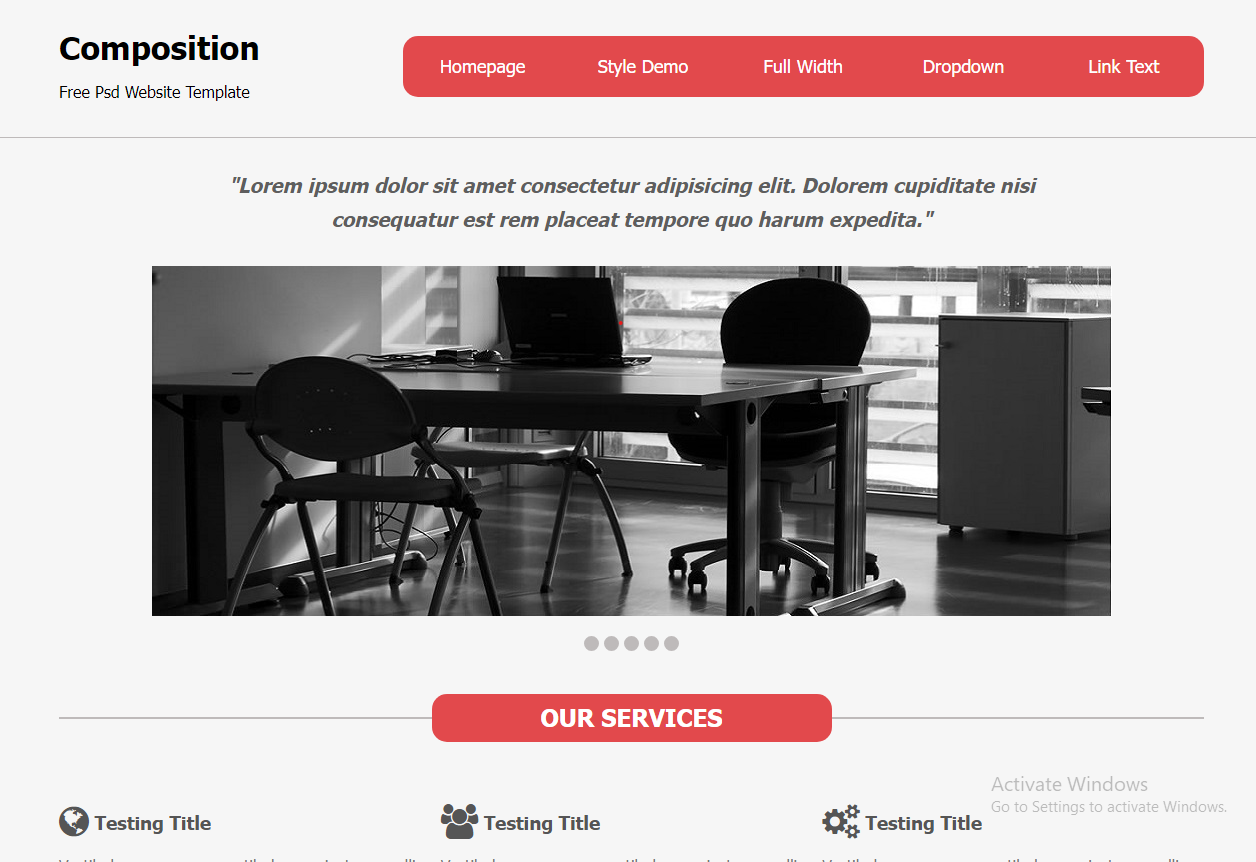 Composition
Free Psd Website Template
Homepage Style Demo Full Width Dropdown Link Text
"Lorem ipsum dolor sit amet consectetur adipisicing elit. Dolorem cupiditate nisi
consequatur est rem placeat tempore quo harum expedita."
OUR SERVICES
Activate Windows
Go to Settings to activate Windows.
Testing Title Testing Title Testing Title